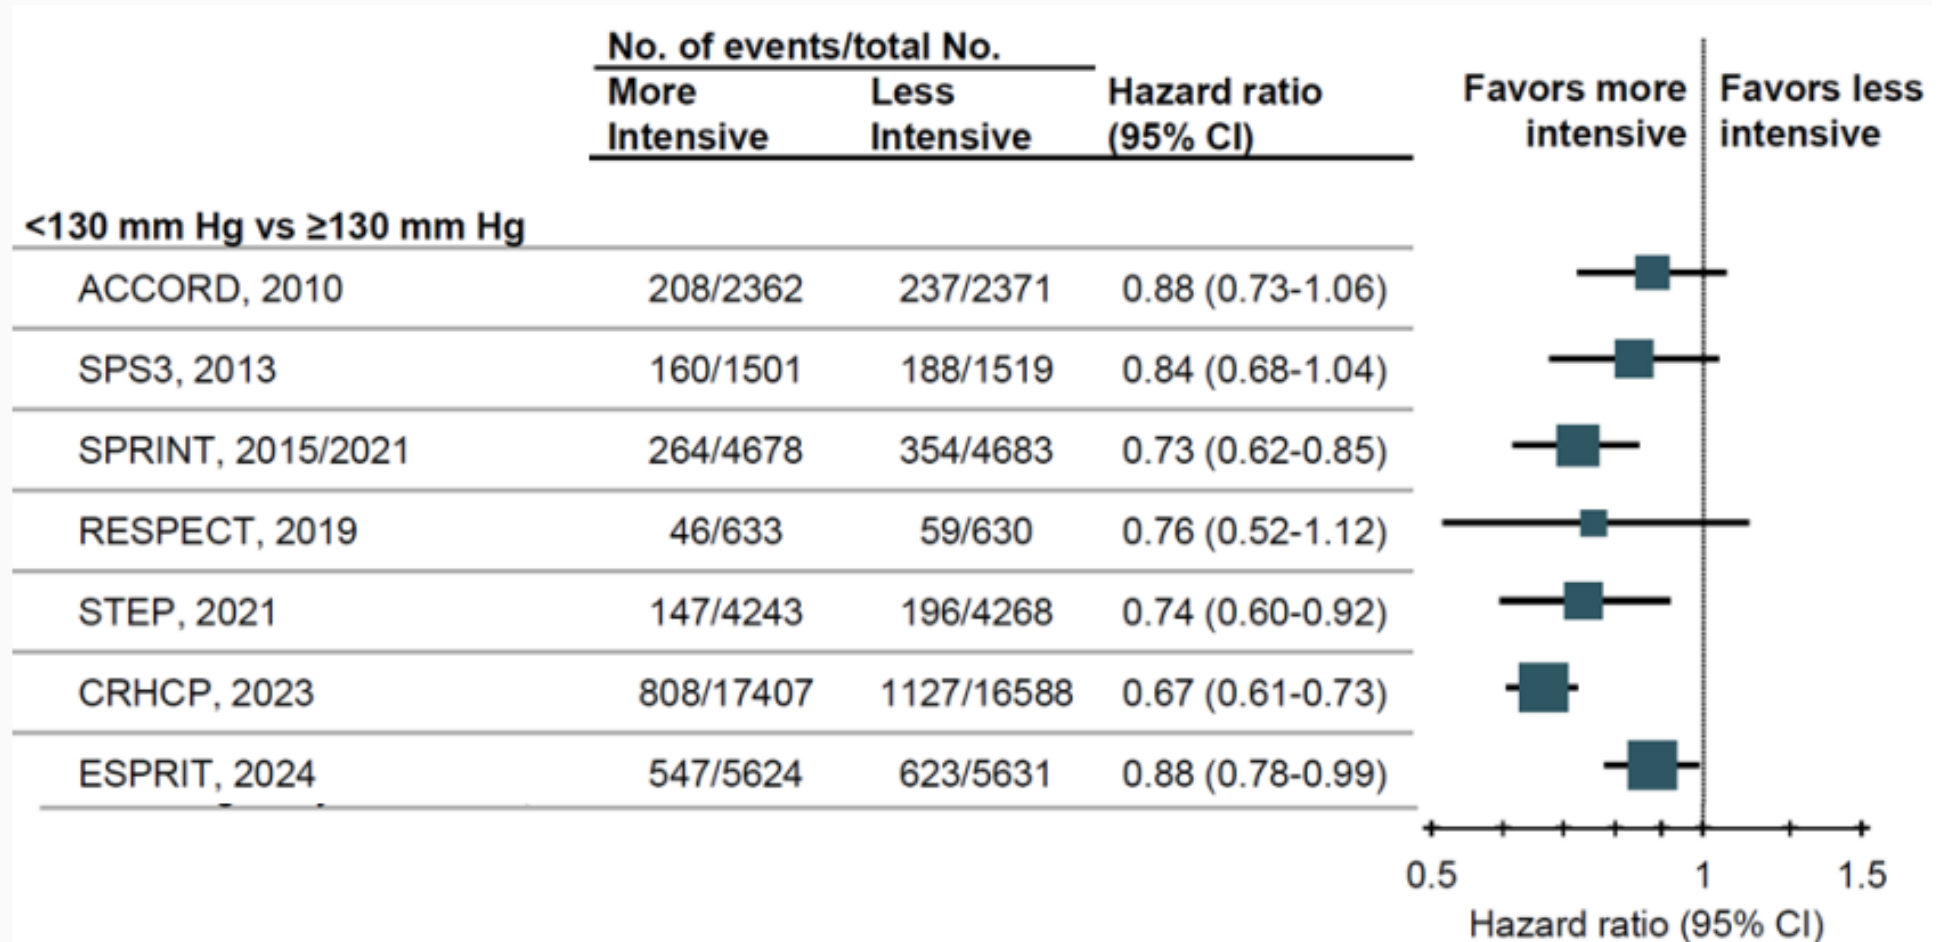 No. of events/total No.
More Intensive Less Intensive Hazard ratio (95% CI) Favors more intensive Favors less intensive
<130 mm Hg vs ≥130 mm Hg
ACCORD, 2010 208/2362 237/2371 0.88 (0.73-1.06)
SPS3, 2013 160/1501 188/1519 0.84 (0.68-1.04)
SPRINT, 2015/2021 264/4678 354/4683 0.73 (0.62-0.85)
RESPECT, 2019 46/633 59/630 0.76 (0.52-1.12)
STEP, 2021 147/4243 196/4268 0.74 (0.60-0.92)
CRHCP, 2023 808/17407 1127/16588 0.67 (0.61-0.73)
ESPRIT, 2024 547/5624 623/5631 0.88 (0.78-0.99)
0.5 1 1.5
Hazard ratio (95% CI)